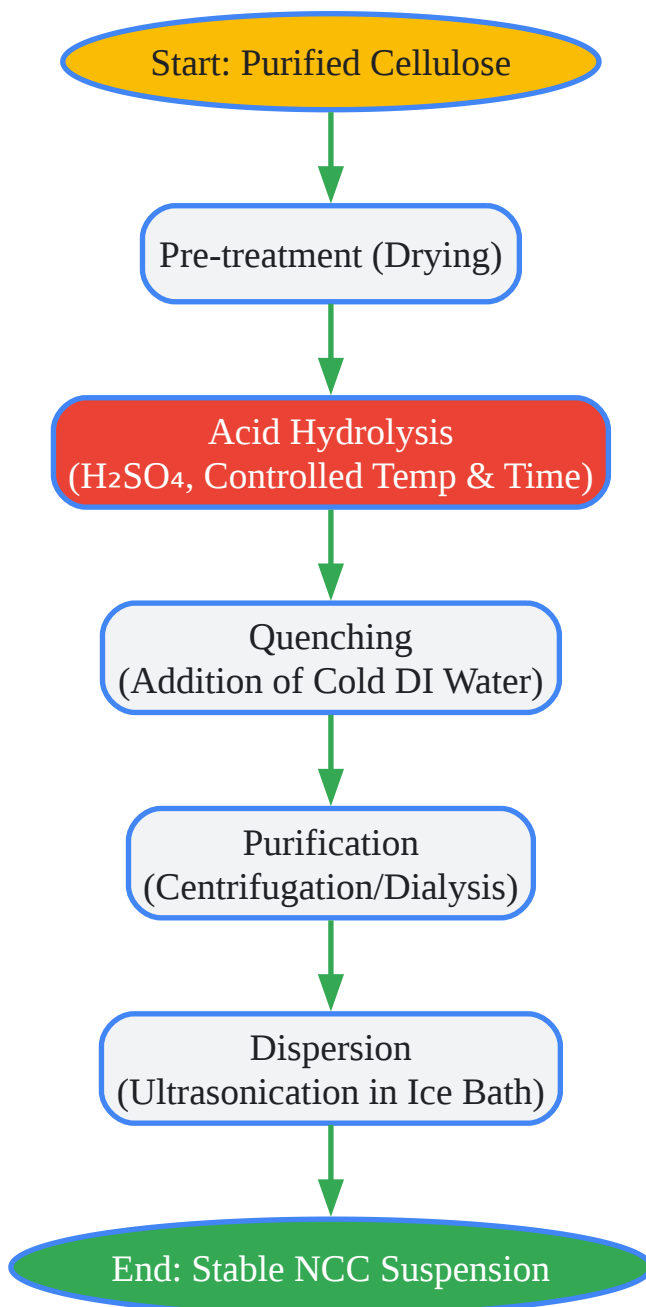 Start: Purified Cellulose
Pre-treatment (Drying)
Acid Hydrolysis
(H₂SO₄, Controlled Temp & Time)
Quenching
(Addition of Cold DI Water)
Purification
(Centrifugation/Dialysis)
Dispersion
(Ultrasonication in Ice Bath)
End: Stable NCC Suspension